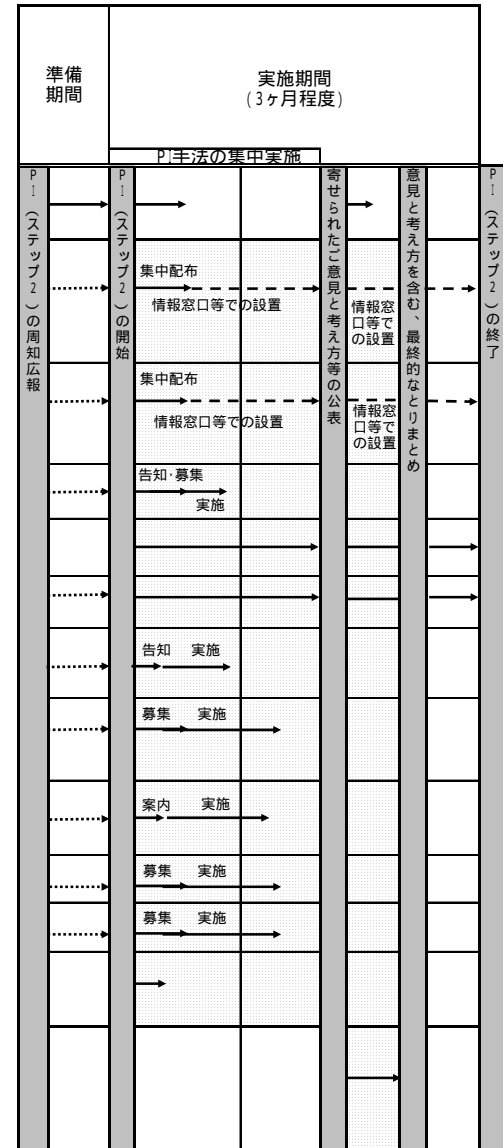 準備
期間
実施期間
(3ヶ月程度)
PI手法の集中実施
PI(ステップ2)の周知広報
PI(ステップ2)の開始
寄せられたご意見と考え方等の公表
意見と考え方を含む、最終的なとりまとめ
PI(ステップ2)の終了
集中配布
情報窓口等での設置
情報窓
口等で
の設置
集中配布
情報窓口等での設置
情報窓
口等で
の設置
告知・募集
実施
告知 実施
募集 実施
案内 実施
募集 実施
募集 実施